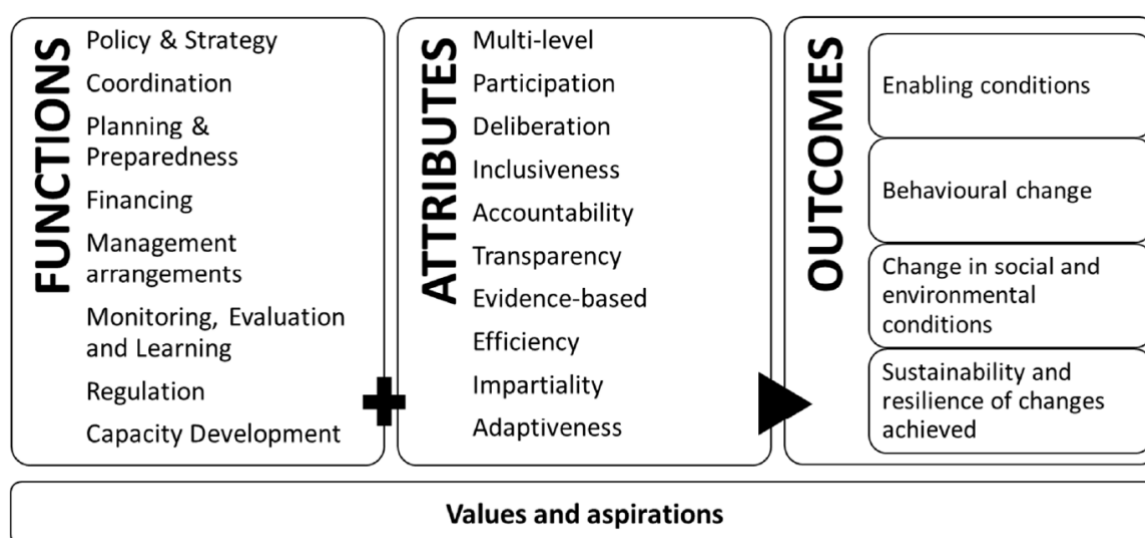 FUNCTIONS
Policy & Strategy
Coordination
Planning &
Preparedness
Financing
Management
arrangements
Monitoring, Evaluation
and Learning
Regulation
Capacity Development
ATTRIBUTES
Multi-level
Participation
Deliberation
Inclusiveness
Accountability
Transparency
Evidence-based
Efficiency
Impartiality
Adaptiveness
OUTCOMES
Enabling conditions
Behavioural change
Change in social and
environmental
conditions
Sustainability and
resilience of changes
achieved
Values and aspirations